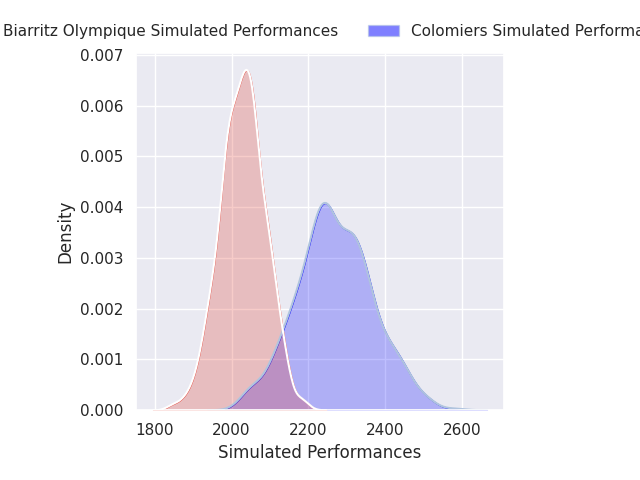 Biarritz Olympique Simulated Performances Colomiers Simulated
0.007
0.006
0.005
0.004
0.003
0.002
0.001
0.000
Density
1800 2000 2200 2400 2600
Simulated Performances